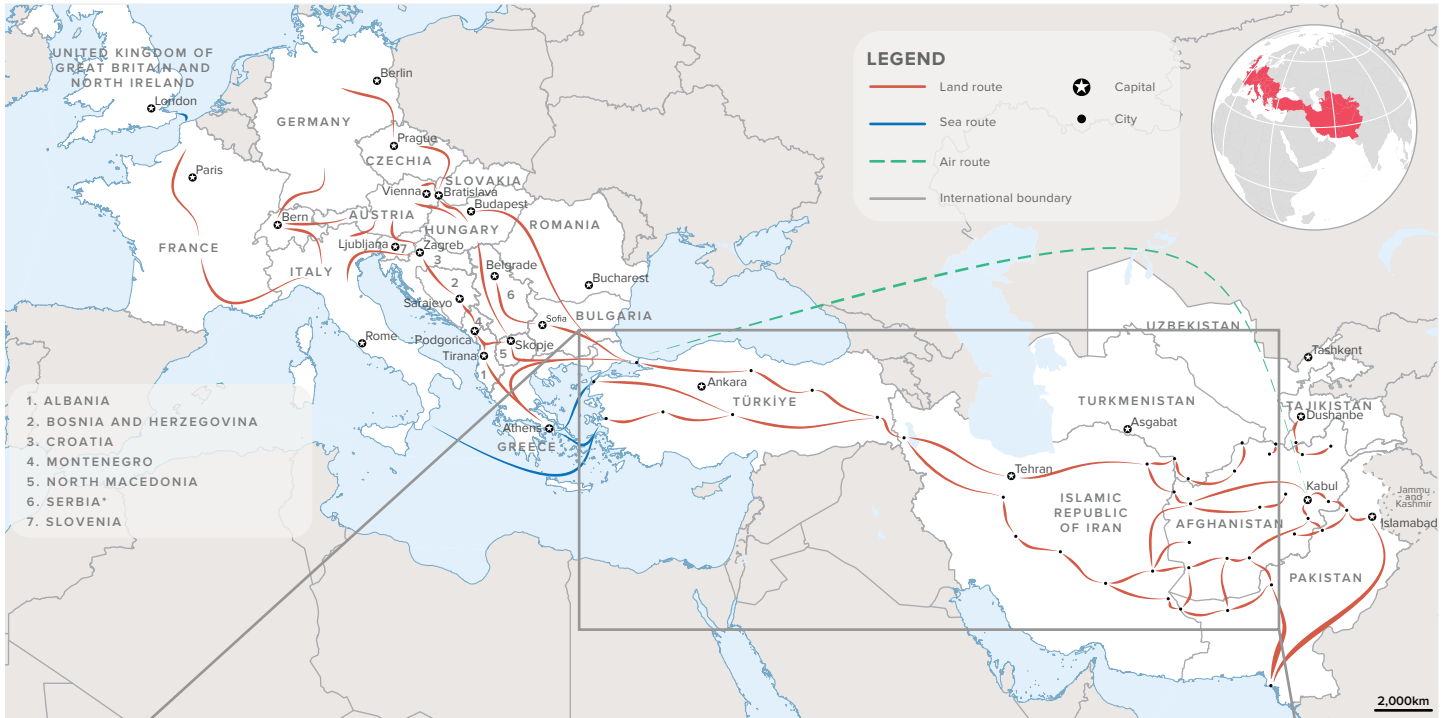 UNITED KINGDOM OF
GREAT BRITAIN AND
NORTH IRELAND
London
Berlin
GERMANY
Prague
CZECHIA
Paris
FRANCE
Bern
Vienna
SLOVAKIA
Bratislava
Budapest
AUSTRIA
HUNGARY
ROMANIA
Ljubljana
7
Zagreb
3
ITALY
Belgrade
2
6
Bucharest
Sarajevo
4
Sofia
BULGARIA
Podgorica
Skopje
Rome
Tirana
5
1
Athens
GREECE
Ankara
TÜRKİYE
LEGEND
Land route
Sea route
Air route
International boundary
Capital
City
UZBEKISTAN
Tashkent
TURKMENISTAN
Asgabat
TAJIKISTAN
Dushanbe
Tehran
ISLAMIC
REPUBLIC
OF IRAN
Kabul
AFGHANISTAN
Jammu
and
Kashmir
Islamabad
PAKISTAN
1. ALBANIA
2. BOSNIA AND HERZEGOVINA
3. CROATIA
4. MONTENEGRO
5. NORTH MACEDONIA
6. SERBIA*
7. SLOVENIA
2,000km